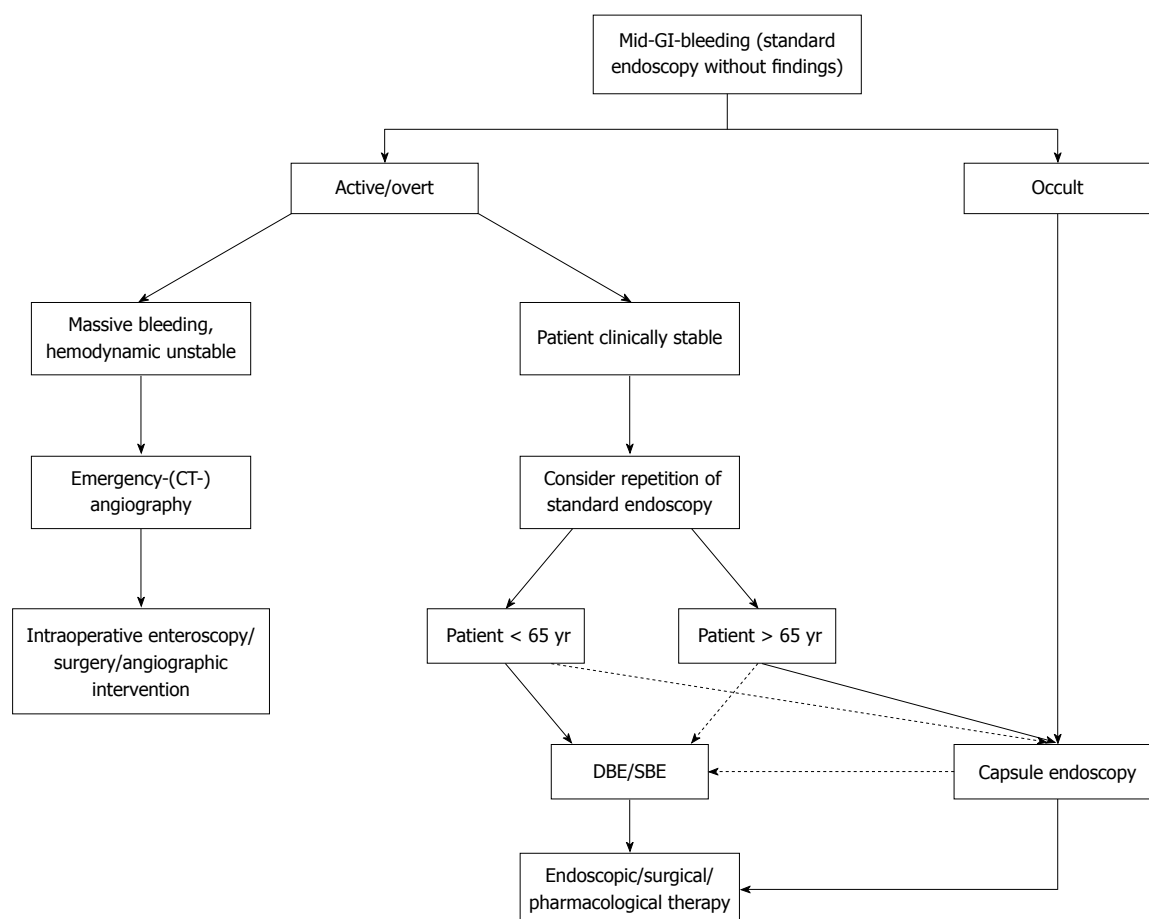 Mid-GI-bleeding (standard
endoscopy without findings)
Active/overt
Occult
Massive bleeding,
hemodynamic unstable
Patient clinically stable
Emergency-(CT-)
angiography
Consider repetition of
standard endoscopy
Intraoperative enteroscopy/
surgery/angiographic
intervention
Patient < 65 yr
Patient > 65 yr
DBE/SBE
Capsule endoscopy
Endoscopic/surgical/
pharmacological therapy